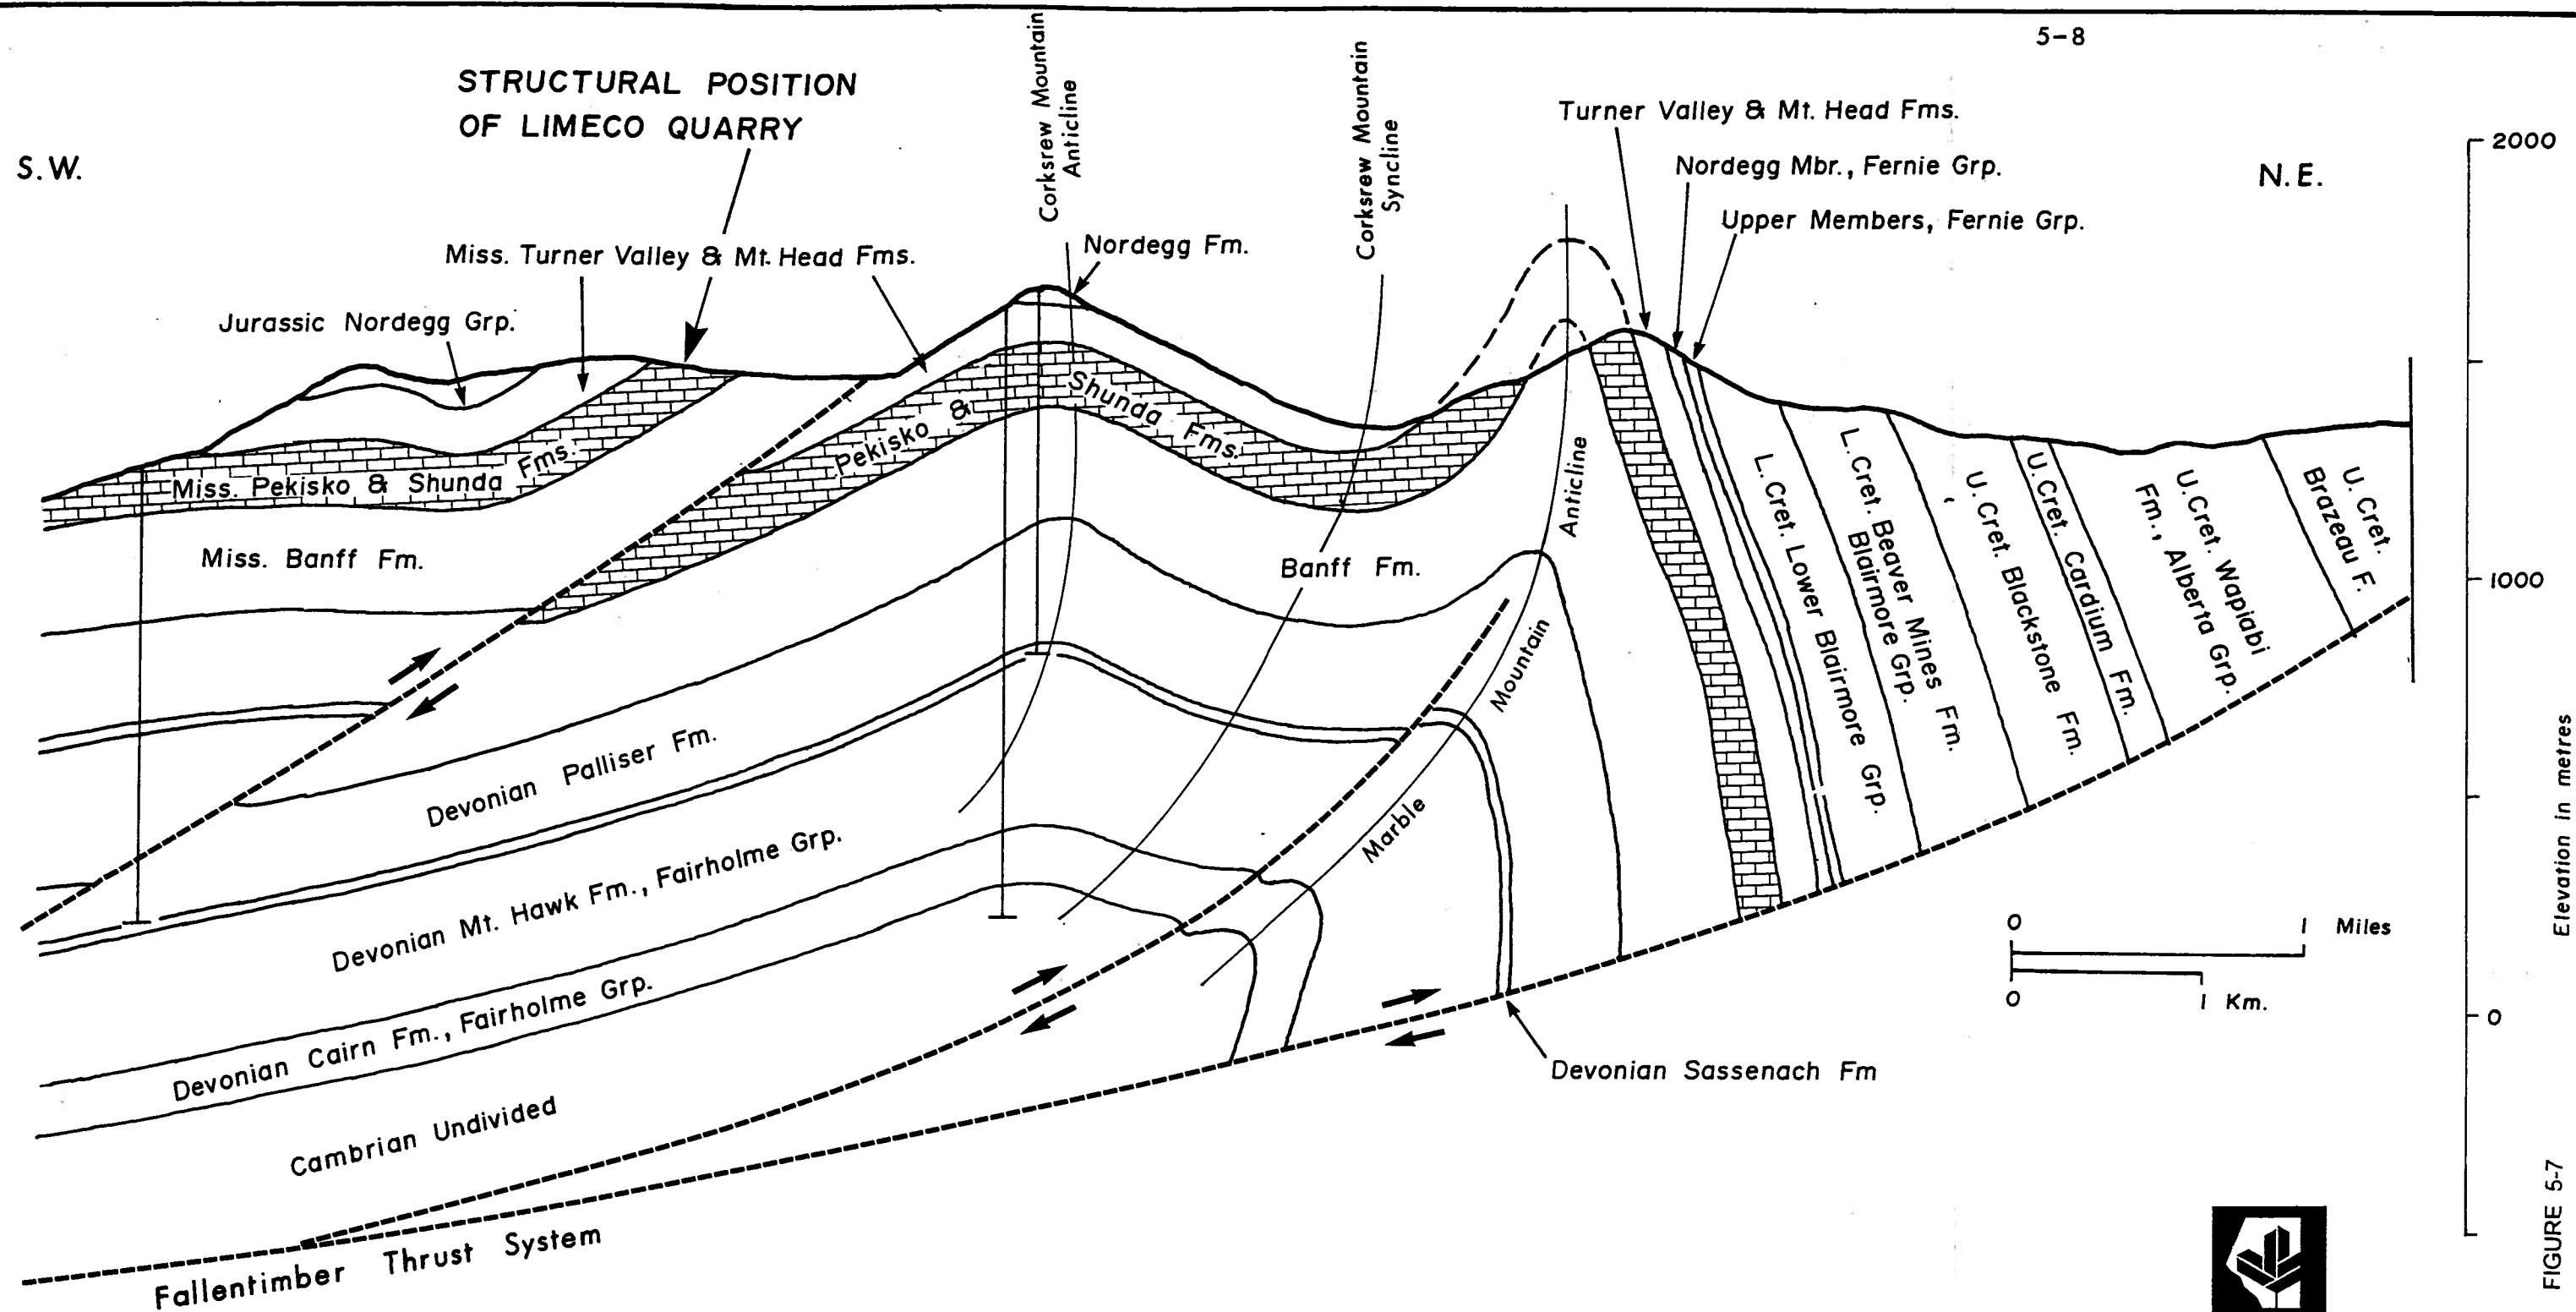 5-8
STRUCTURAL POSITION
OF LIMECO QUARRY
S.W.
N.E.
Corksrew Mountain
Anticline
Corksrew Mountain
Syncline
Turner Valley & Mt. Head Fms.
Nordegg Mbr., Fernie Grp.
Upper Members, Fernie Grp.
Miss. Turner Valley & Mt. Head Fms.
Nordegg Fm.
Jurassic Nordegg Grp.
Miss. Pekisko & Shunda Fms.
Pekisko & Shunda Fms.
Miss. Banff Fm.
Banff Fm.
Marble Mountain Anticline
L. Cret. Lower Blairmore Grp.
L. Cret. Beaver Mines Fm.
Blairmore Grp.
U. Cret. Blackstone Fm.
U. Cret. Cardium Fm.
U. Cret. Wapiabi
Fm., Alberta Grp.
U. Cret.
Brazeau F.
Devonian Palliser Fm.
Devonian Mt. Hawk Fm., Fairholme Grp.
Devonian Cairn Fm., Fairholme Grp.
Cambrian Undivided
Devonian Sassenach Fm
Fallentimber Thrust System
0 1 Miles
0 1 Km.
2000
1000
0
Elevation in metres
FIGURE 5-7